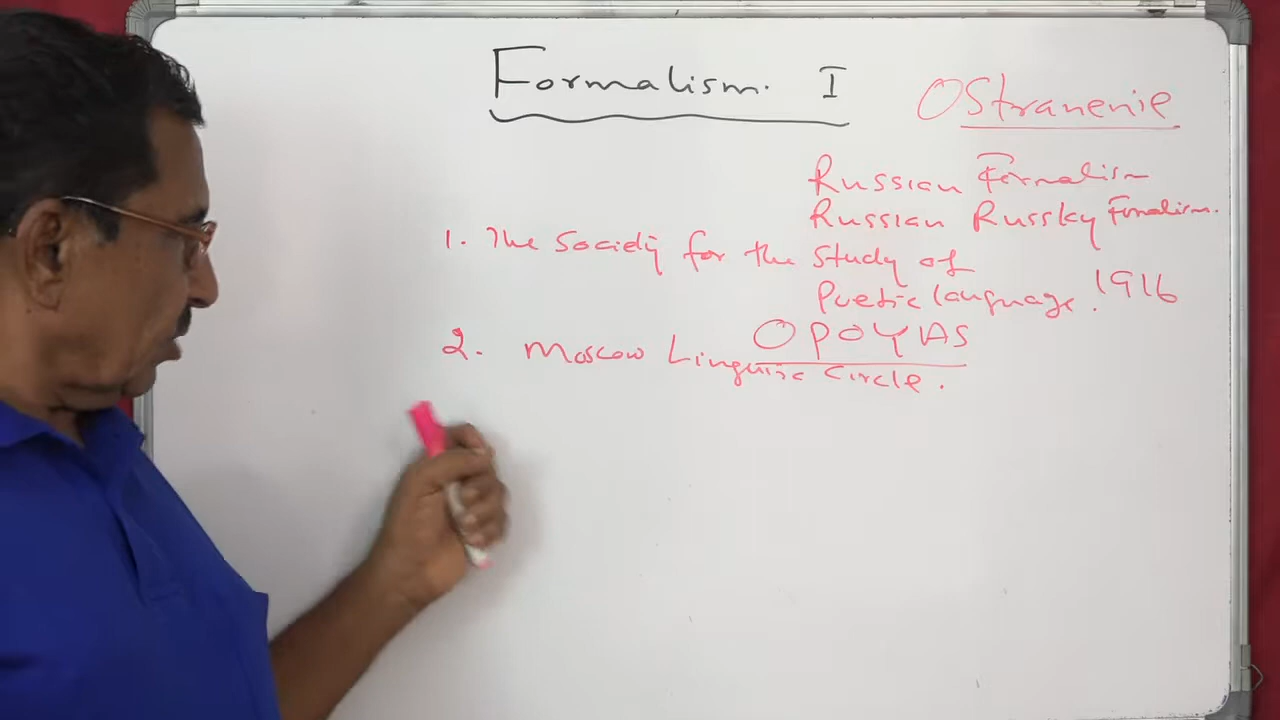 Formalism. I
Ostranenie
Russian Formalism
Russian Russky Formalism.
1. The Society for the Study of
Poetic language. 1916
OPOYAS
2. Moscow Linguistic Circle.